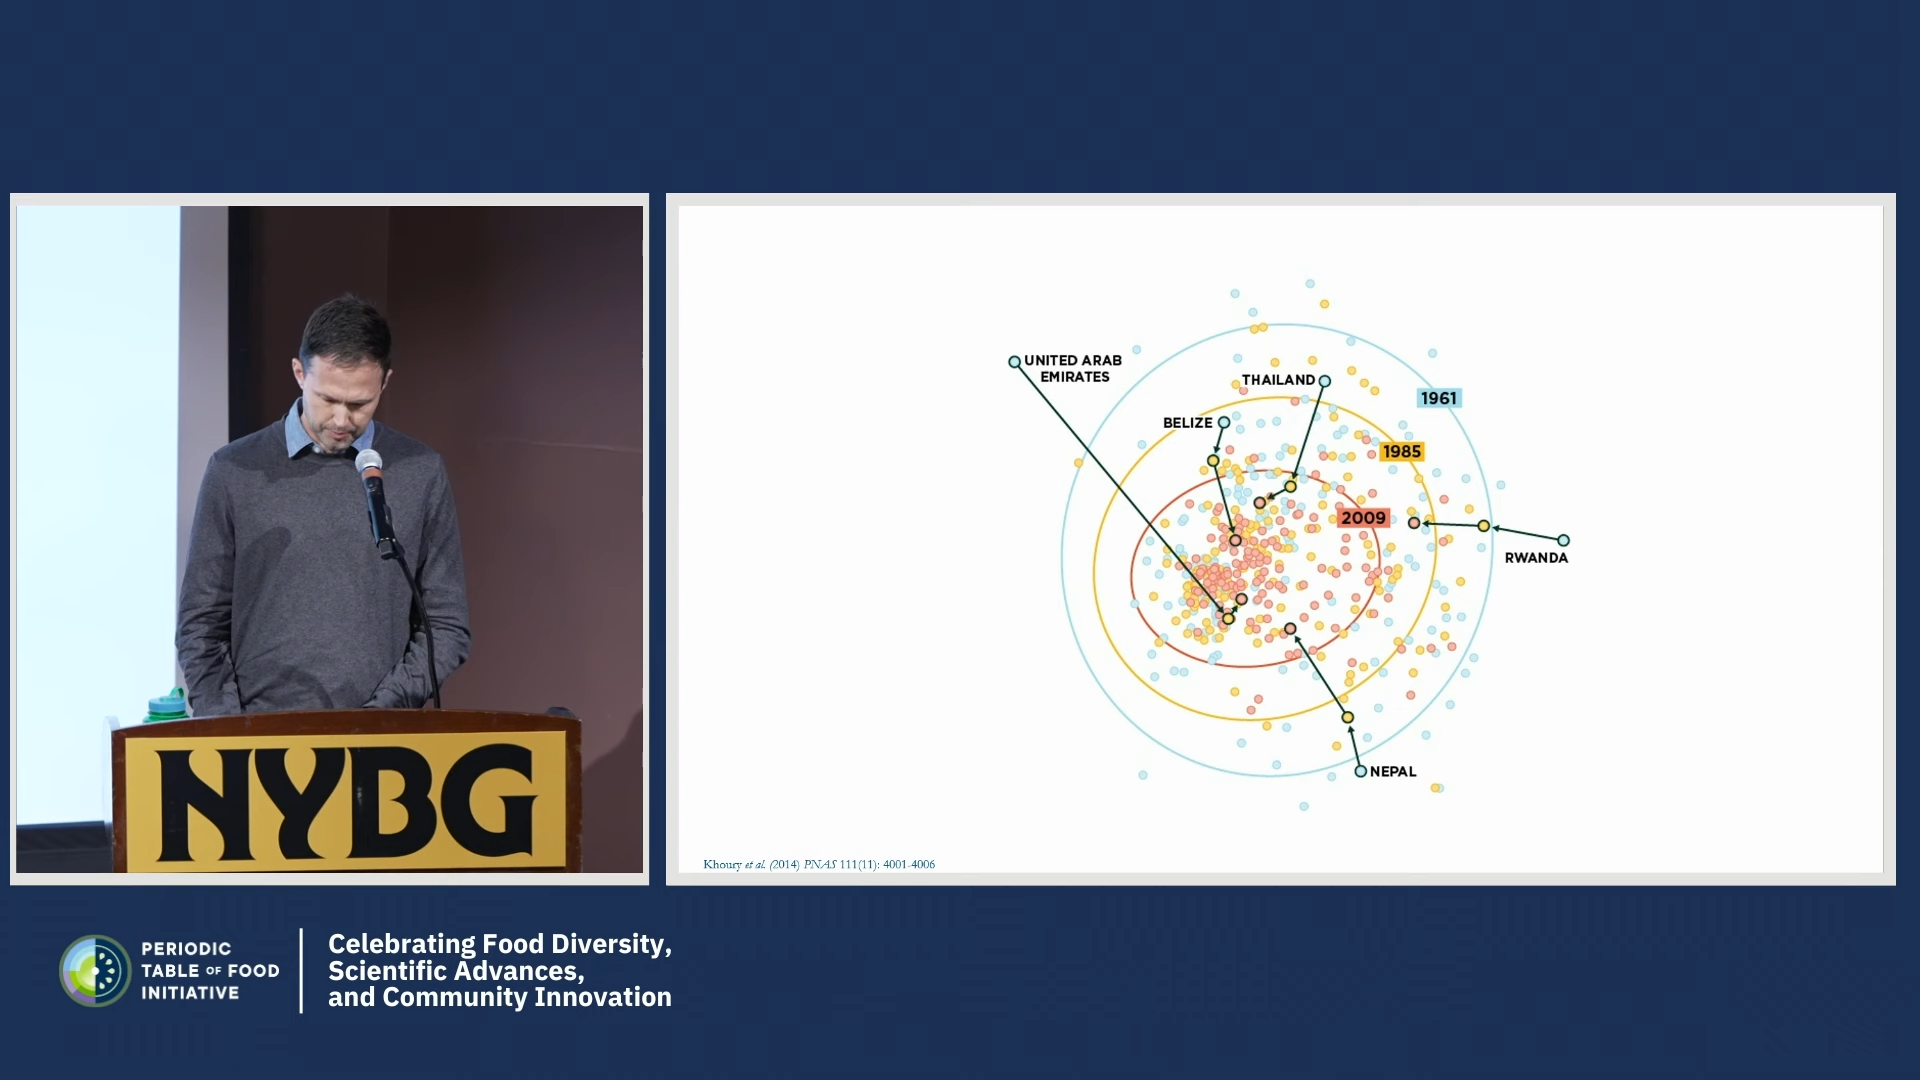 UNITED ARAB
EMIRATES
THAILAND
1961
BELIZE
1985
2009
RWANDA
NEPAL
Khoury et al. (2014) PNAS 111(11): 4001-4006
NYBG
PERIODIC
TABLE OF FOOD
INITIATIVE
Celebrating Food Diversity,
Scientific Advances,
and Community Innovation